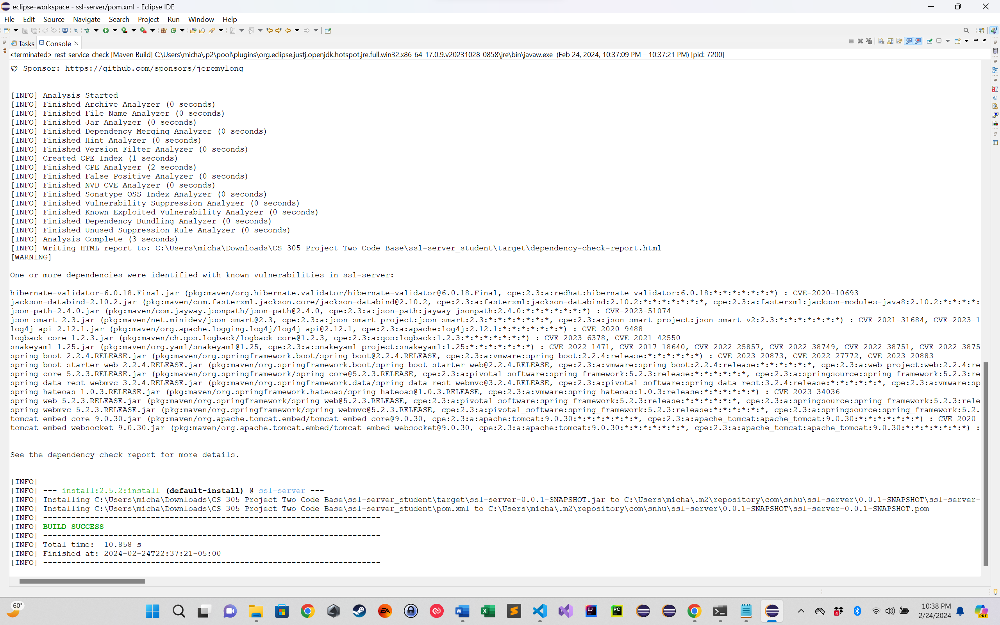 eclipse-workspace - ssl-server/pom.xml - Eclipse IDE
File Edit Source Navigate Search Project Run Window Help
Tasks Console
<terminated> rest-service_check [Maven Build] C:\Users\micha\.p2\pool\plugins\org.eclipse.justj.openjdk.hotspot.jre.full.win32.x86_64_17.0.9.v20231028-0858\jre\bin\javaw.exe (Feb 24, 2024, 10:37:09 PM – 10:37:21 PM) [pid: 7200]
Sponsor: https://github.com/sponsors/jeremylong
[INFO] Analysis Started
[INFO] Finished Archive Analyzer (0 seconds)
[INFO] Finished File Name Analyzer (0 seconds)
[INFO] Finished Jar Analyzer (0 seconds)
[INFO] Finished Dependency Merging Analyzer (0 seconds)
[INFO] Finished Hint Analyzer (0 seconds)
[INFO] Finished Version Filter Analyzer (0 seconds)
[INFO] Created CPE Index (1 seconds)
[INFO] Finished CPE Analyzer (2 seconds)
[INFO] Finished False Positive Analyzer (0 seconds)
[INFO] Finished NVD CVE Analyzer (0 seconds)
[INFO] Finished Sonatype OSS Index Analyzer (0 seconds)
[INFO] Finished Vulnerability Suppression Analyzer (0 seconds)
[INFO] Finished Known Exploited Vulnerability Analyzer (0 seconds)
[INFO] Finished Dependency Bundling Analyzer (0 seconds)
[INFO] Finished Unused Suppression Rule Analyzer (0 seconds)
[INFO] Analysis Complete (3 seconds)
[INFO] Writing HTML report to: C:\Users\micha\Downloads\CS 305 Project Two Code Base\ssl-server_student\target\dependency-check-report.html
[WARNING]
One or more dependencies were identified with known vulnerabilities in ssl-server:
hibernate-validator-6.0.18.Final.jar (pkg:maven/org.hibernate.validator/hibernate-validator@6.0.18.Final, cpe:2.3:a:redhat:hibernate_validator:6.0.18:*:*:*:*:*:*:*) : CVE-2020-10693
jackson-databind-2.10.2.jar (pkg:maven/com.fasterxml.jackson.core/jackson-databind@2.10.2, cpe:2.3:a:fasterxml:jackson-databind:2.10.2:*:*:*:*:*:*:*, cpe:2.3:a:fasterxml:jackson-modules-java8:2.10.2:*:*:*:*:
json-path-2.4.0.jar (pkg:maven/com.jayway.jsonpath/json-path@2.4.0, cpe:2.3:a:json-path:jayway_jsonpath:2.4.0:*:*:*:*:*:*:*) : CVE-2023-51074
json-smart-2.3.jar (pkg:maven/net.minidev/json-smart@2.3, cpe:2.3:a:json-smart_project:json-smart:2.3:*:*:*:*:*:*:*, cpe:2.3:a:json-smart_project:json-smart-v2:2.3:*:*:*:*:*:*:*) : CVE-2021-31684, CVE-2023-1
log4j-api-2.12.1.jar (pkg:maven/org.apache.logging.log4j/log4j-api@2.12.1, cpe:2.3:a:apache:log4j:2.12.1:*:*:*:*:*:*:*) : CVE-2020-9488
logback-core-1.2.3.jar (pkg:maven/ch.qos.logback/logback-core@1.2.3, cpe:2.3:a:qos:logback:1.2.3:*:*:*:*:*:*:*) : CVE-2023-6378, CVE-2021-42550
snakeyaml-1.25.jar (pkg:maven/org.yaml/snakeyaml@1.25, cpe:2.3:a:snakeyaml_project:snakeyaml:1.25:*:*:*:*:*:*:*) : CVE-2022-1471, CVE-2017-18640, CVE-2022-25857, CVE-2022-38749, CVE-2022-38751, CVE-2022-3875
spring-boot-2.2.4.RELEASE.jar (pkg:maven/org.springframework.boot/spring-boot@2.2.4.RELEASE, cpe:2.3:a:vmware:spring_boot:2.2.4:release:*:*:*:*:*:*) : CVE-2023-20873, CVE-2022-27772, CVE-2023-20883
spring-boot-starter-web-2.2.4.RELEASE.jar (pkg:maven/org.springframework.boot/spring-boot-starter-web@2.2.4.RELEASE, cpe:2.3:a:vmware:spring_boot:2.2.4:release:*:*:*:*:*:*, cpe:2.3:a:web_project:web:2.2.4:re
spring-core-5.2.3.RELEASE.jar (pkg:maven/org.springframework/spring-core@5.2.3.RELEASE, cpe:2.3:a:pivotal_software:spring_framework:5.2.3:release:*:*:*:*:*:*, cpe:2.3:a:springsource:spring_framework:5.2.3:re
spring-data-rest-webmvc-3.2.4.RELEASE.jar (pkg:maven/org.springframework.data/spring-data-rest-webmvc@3.2.4.RELEASE, cpe:2.3:a:pivotal_software:spring_data_rest:3.2.4:release:*:*:*:*:*:*, cpe:2.3:a:vmware:sp
spring-hateoas-1.0.3.RELEASE.jar (pkg:maven/org.springframework.hateoas/spring-hateoas@1.0.3.RELEASE, cpe:2.3:a:vmware:spring_hateoas:1.0.3:release:*:*:*:*:*:*) : CVE-2023-34036
spring-web-5.2.3.RELEASE.jar (pkg:maven/org.springframework/spring-web@5.2.3.RELEASE, cpe:2.3:a:pivotal_software:spring_framework:5.2.3:release:*:*:*:*:*:*, cpe:2.3:a:springsource:spring_framework:5.2.3:rele
spring-webmvc-5.2.3.RELEASE.jar (pkg:maven/org.springframework/spring-webmvc@5.2.3.RELEASE, cpe:2.3:a:pivotal_software:spring_framework:5.2.3:release:*:*:*:*:*:*, cpe:2.3:a:springsource:spring_framework:5.2.
tomcat-embed-core-9.0.30.jar (pkg:maven/org.apache.tomcat.embed/tomcat-embed-core@9.0.30, cpe:2.3:a:apache:tomcat:9.0.30:*:*:*:*:*:*:*, cpe:2.3:a:apache_tomcat:apache_tomcat:9.0.30:*:*:*:*:*:*:*) : CVE-2020-
tomcat-embed-websocket-9.0.30.jar (pkg:maven/org.apache.tomcat.embed/tomcat-embed-websocket@9.0.30, cpe:2.3:a:apache:tomcat:9.0.30:*:*:*:*:*:*:*, cpe:2.3:a:apache_tomcat:apache_tomcat:9.0.30:*:*:*:*:*:*:*) :
See the dependency-check report for more details.
[INFO]
[INFO] --- install:2.5.2:install (default-install) @ ssl-server ---
[INFO] Installing C:\Users\micha\Downloads\CS 305 Project Two Code Base\ssl-server_student\target\ssl-server-0.0.1-SNAPSHOT.jar to C:\Users\micha\.m2\repository\com\snhu\ssl-server\0.0.1-SNAPSHOT\ssl-server-
[INFO] Installing C:\Users\micha\Downloads\CS 305 Project Two Code Base\ssl-server_student\pom.xml to C:\Users\micha\.m2\repository\com\snhu\ssl-server\0.0.1-SNAPSHOT\ssl-server-0.0.1-SNAPSHOT.pom
[INFO] ------------------------------------------------------------------------
[INFO] BUILD SUCCESS
[INFO] ------------------------------------------------------------------------
[INFO] Total time:  10.858 s
[INFO] Finished at: 2024-02-24T22:37:21-05:00
[INFO] ------------------------------------------------------------------------
60°
10:38 PM
2/24/2024